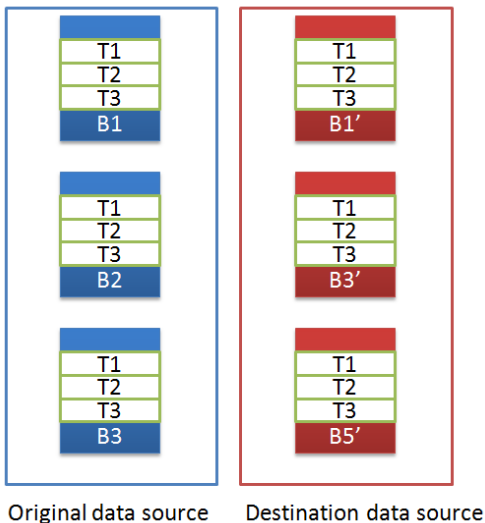 T1
T2
T3
B1
T1
T2
T3
B2
T1
T2
T3
B3
Original data source
T1
T2
T3
B1’
T1
T2
T3
B3’
T1
T2
T3
B5’
Destination data source